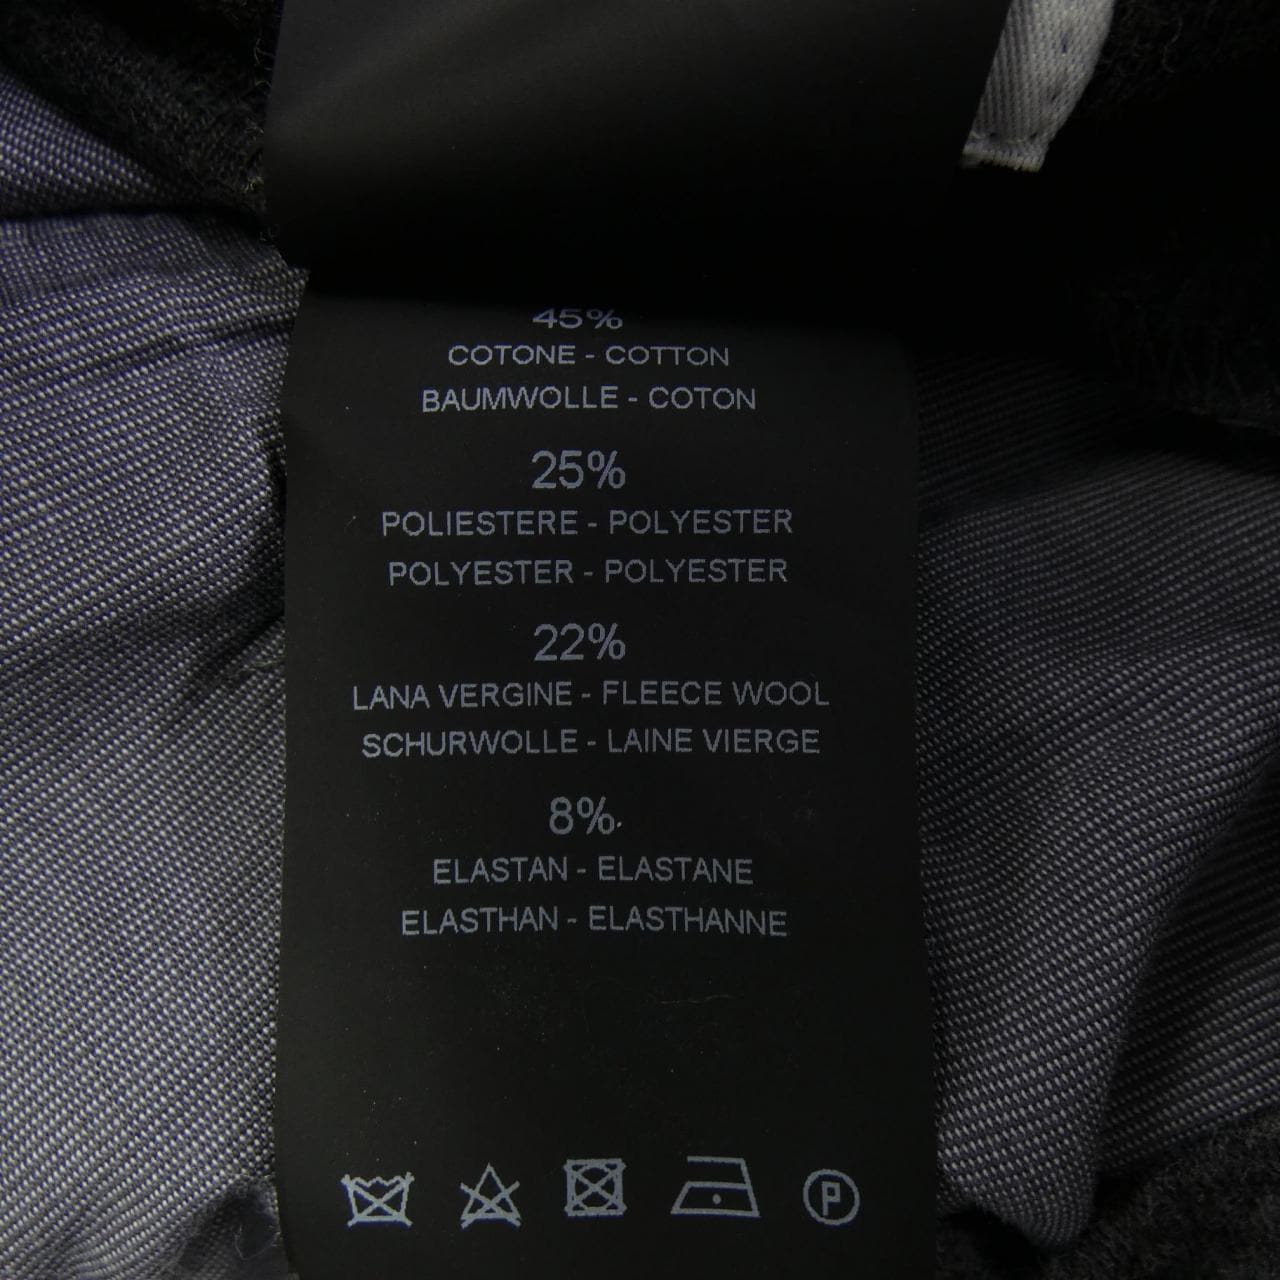 45%
COTONE - COTTON
BAUMWOLLE - COTON
25%
POLIESTERE - POLYESTER
POLYESTER - POLYESTER
22%
LANA VERGINE - FLEECE WOOL
SCHURWOLLE - LAINE VIERGE
8%
ELASTAN - ELASTANE
ELASTHAN - ELASTHANNE
P